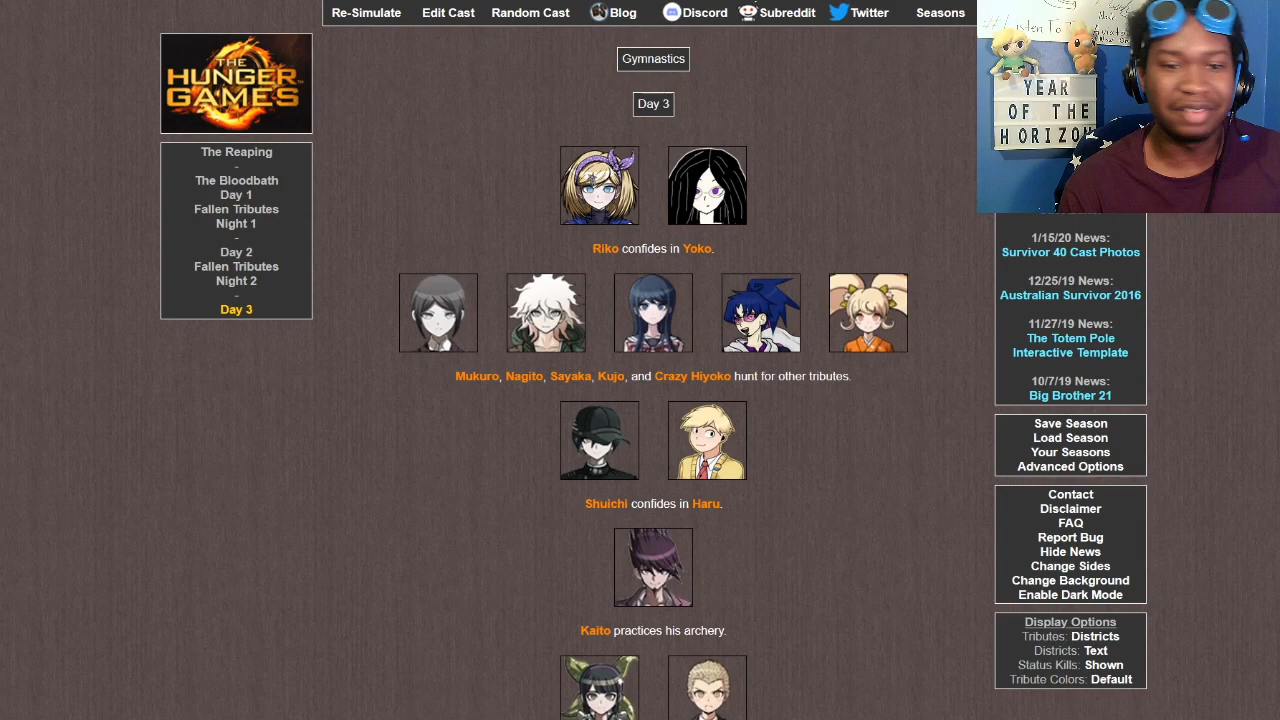 Re-Simulate Edit Cast Random Cast Blog Discord Subreddit Twitter Seasons
THE
HUNGER
GAMES
The Reaping
-
The Bloodbath
Day 1
Fallen Tributes
Night 1
-
Day 2
Fallen Tributes
Night 2
-
Day 3
Gymnastics
Day 3
Riko confides in Yoko.
Mukuro, Nagito, Sayaka, Kujo, and Crazy Hiyoko hunt for other tributes.
Shuichi confides in Haru.
Kaito practices his archery.
YEAR
OF THE
HORIZON
1/15/20 News:
Survivor 40 Cast Photos
12/25/19 News:
Australian Survivor 2016
11/27/19 News:
The Totem Pole
Interactive Template
10/7/19 News:
Big Brother 21
Save Season
Load Season
Your Seasons
Advanced Options
Contact
Disclaimer
FAQ
Report Bug
Hide News
Change Sides
Change Background
Enable Dark Mode
Display Options
Tributes: Districts
Districts: Text
Status Kills: Shown
Tribute Colors: Default